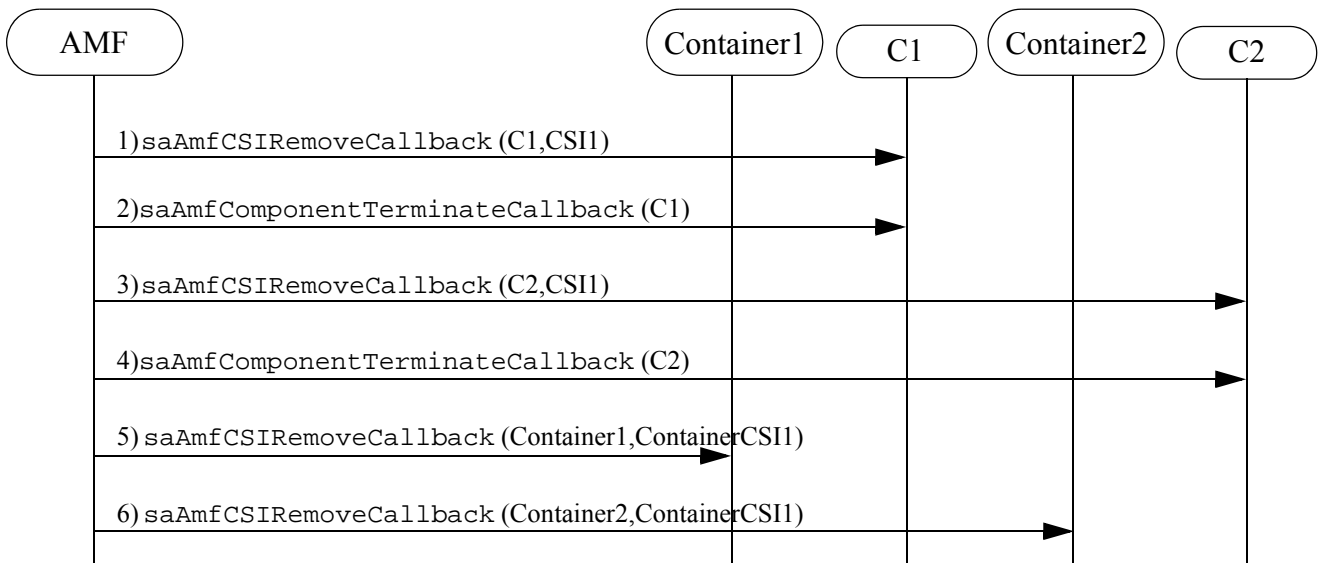 AMF
Container1
C1
Container2
C2
1)saAmfCSIRemoveCallback (C1,CSI1)
2)saAmfComponentTerminateCallback (C1)
3)saAmfCSIRemoveCallback (C2,CSI1)
4)saAmfComponentTerminateCallback (C2)
5) saAmfCSIRemoveCallback (Container1,ContainerCSI1)
6) saAmfCSIRemoveCallback (Container2,ContainerCSI1)